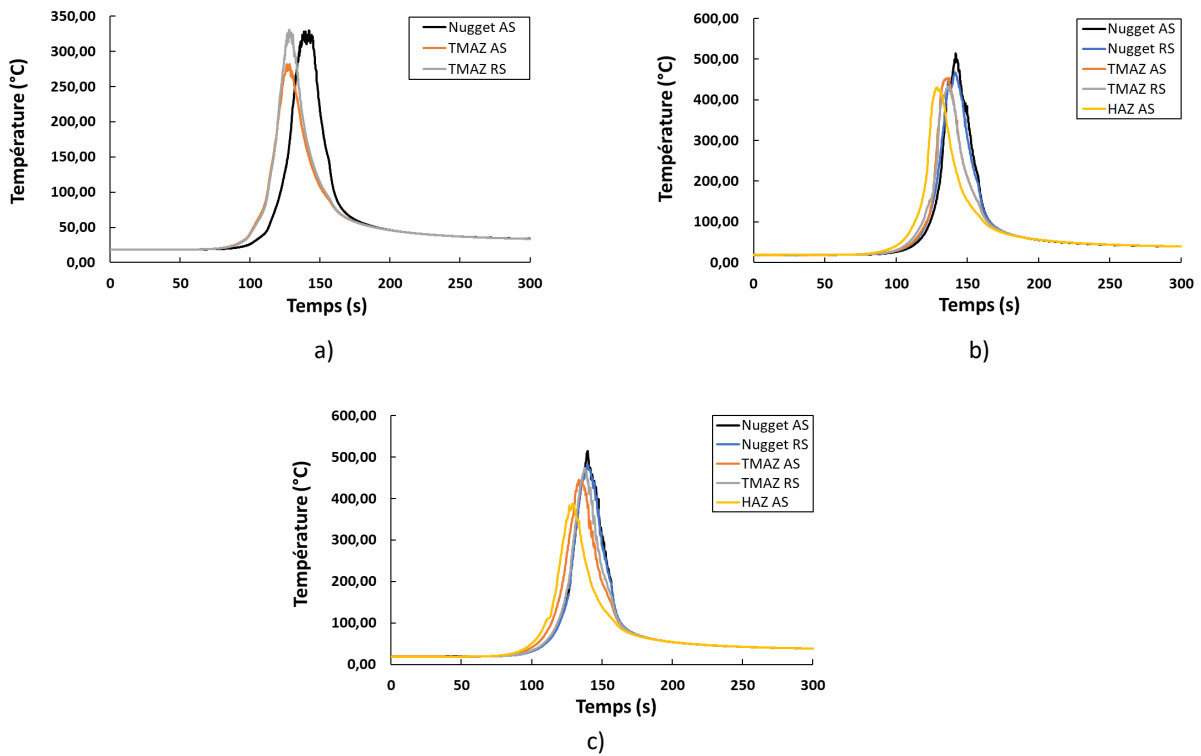 350,00
300,00
250,00
200,00
150,00
100,00
50,00
0,00
0 50 100 150 200 250 300
Température (°C)
Temps (s)
Nugget AS
TMAZ AS
TMAZ RS
a)
600,00
500,00
400,00
300,00
200,00
100,00
0,00
0 50 100 150 200 250 300
Température (°C)
Temps (s)
Nugget AS
Nugget RS
TMAZ AS
TMAZ RS
HAZ AS
b)
600,00
500,00
400,00
300,00
200,00
100,00
0,00
0 50 100 150 200 250 300
Température (°C)
Temps (s)
Nugget AS
Nugget RS
TMAZ AS
TMAZ RS
HAZ AS
c)